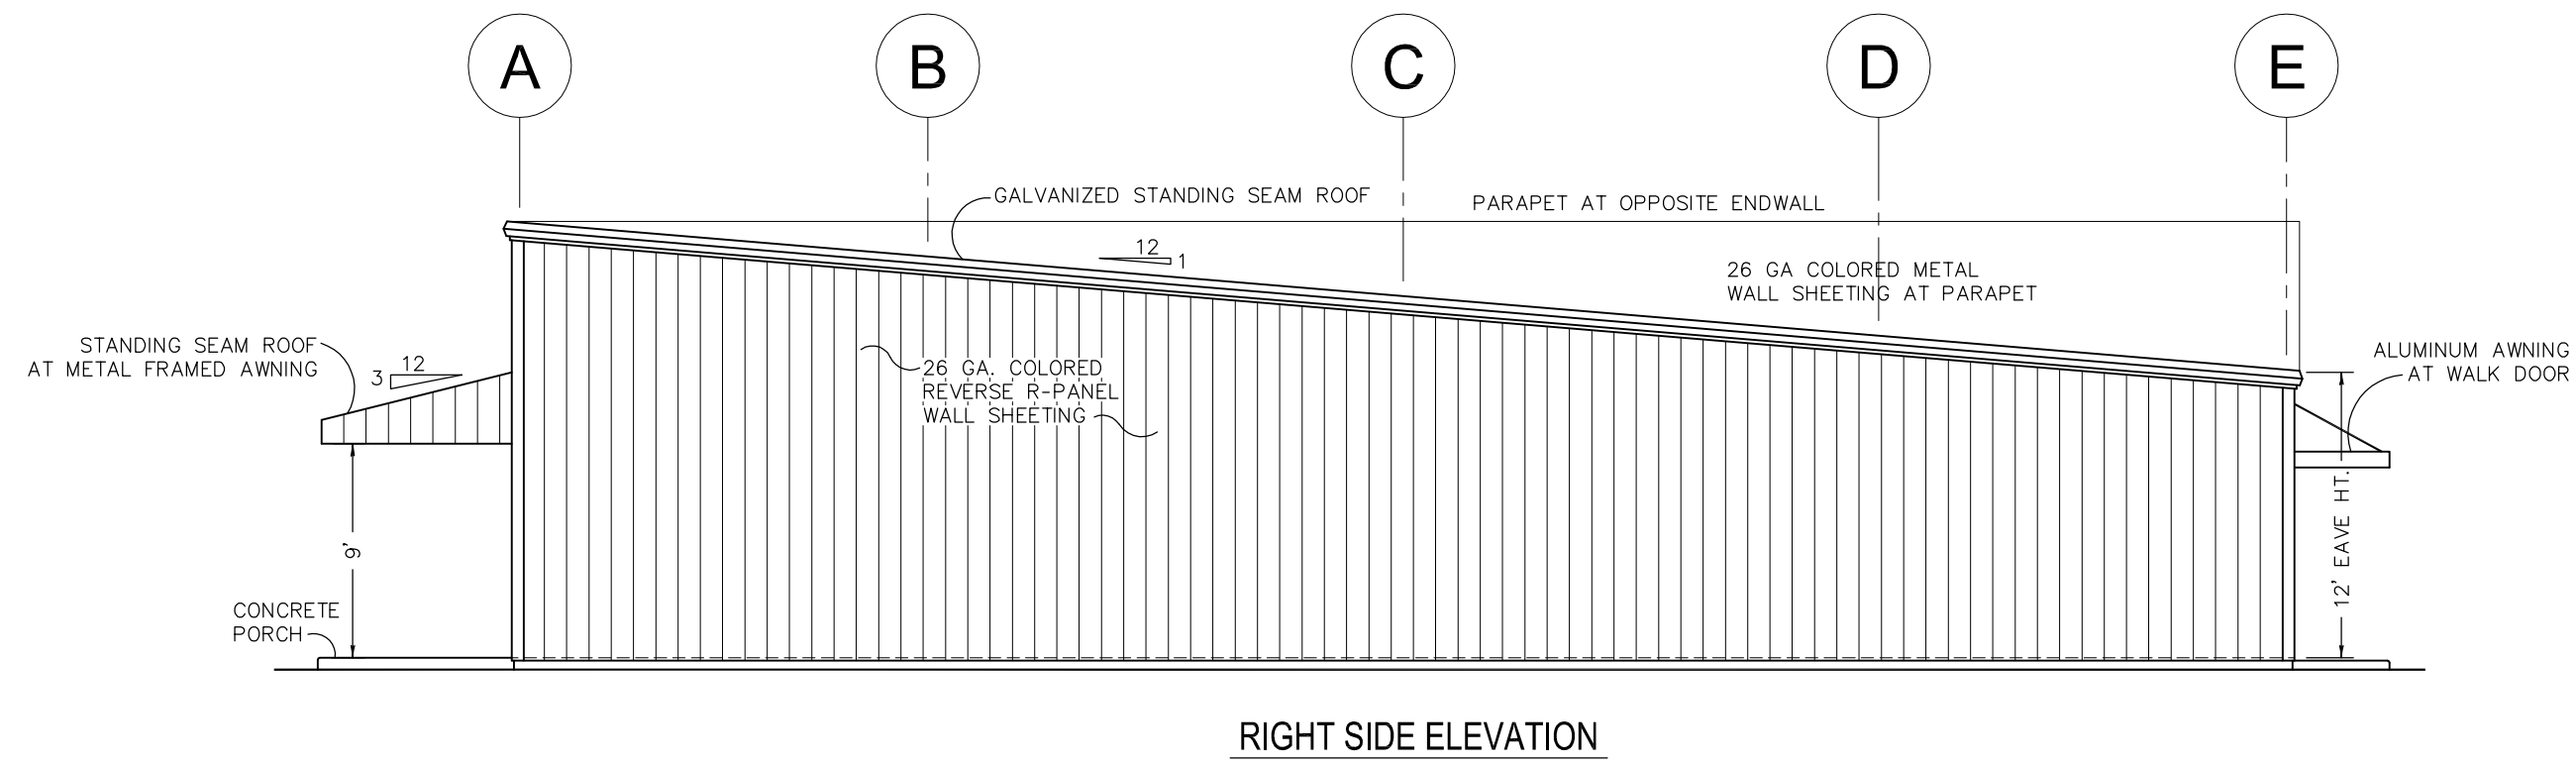 A
B
C
D
E
GALVANIZED STANDING SEAM ROOF
PARAPET AT OPPOSITE ENDWALL
12
1
26 GA COLORED METAL
WALL SHEETING AT PARAPET
STANDING SEAM ROOF
AT METAL FRAMED AWNING
12
3
26 GA. COLORED
REVERSE R-PANEL
WALL SHEETING
ALUMINUM AWNING
AT WALK DOOR
9'
12' EAVE HT.
CONCRETE
PORCH
RIGHT SIDE ELEVATION